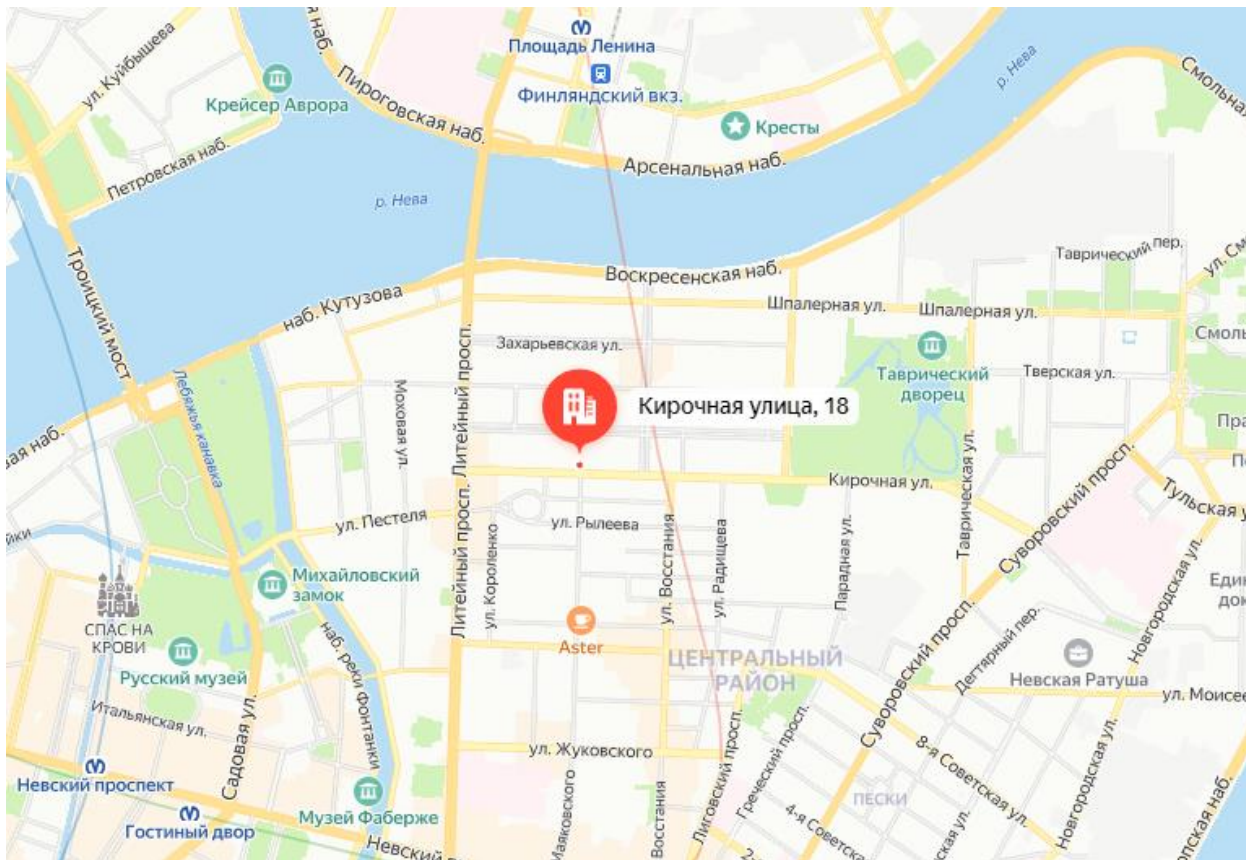 Площадь Ленина
Финляндский вкз.
ул. Куйбышева
Крейсер Аврора
Пироговская наб.
Кресты
р. Нева
Смольная
Петровская наб.
Арсенальная наб.
р. Нева
Троицкий мост
Воскресенская наб.
Таврический пер.
наб. Кутузова
Шпалерная ул.
Шпалерная ул.
Захарьевская ул.
Литейный просп.
Таврический
дворец
Тверская ул.
Лебяжья канавка
Моховая ул.
Кирочная улица, 18
Кирочная ул.
Таврическая ул.
Суворовский просп.
Тульская у
ул. Пестеля
ул. Рылеева
Литейный просп.
ул. Короленко
ул. Восстания
ул. Радищева
Парадная ул.
Михайловский
замок
СПАС НА
КРОВИ
Русский музей
Итальянская ул.
Садовая ул.
наб. реки Фонтанки
Aster
ЦЕНТРАЛЬНЫЙ
РАЙОН
Суворовский просп.
Дегтярный пер.
Невская Ратуша
Новгородская ул.
ул. Моисее
ул. Жуковского
Невский проспект
Гостиный двор
Музей Фаберже
Невский п
Маяковского
Восстания
Лиговский просп.
Греческий просп.
ПЕСКИ
8-я Советская ул.
4-я Советска
Новгородская ул.